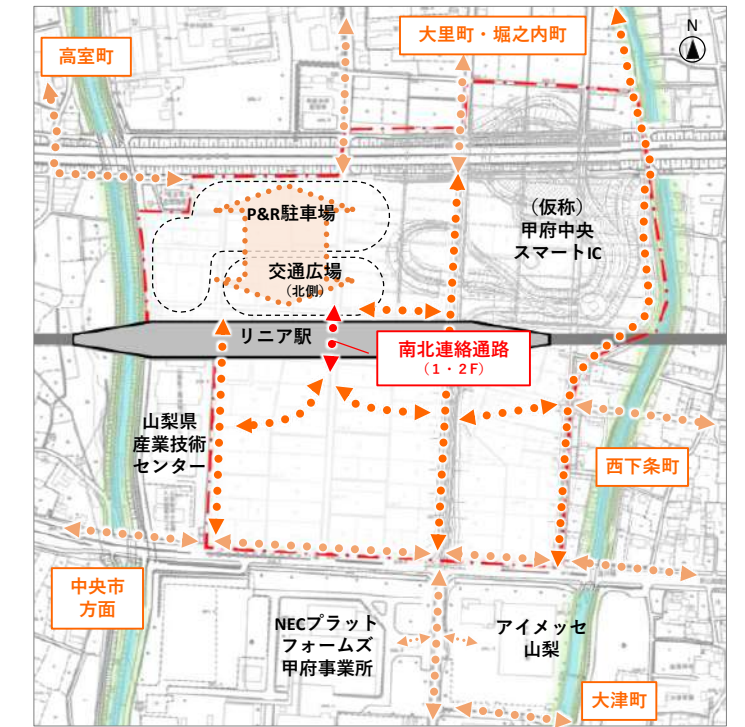 高室町
大里町・堀之内町
N
P&R駐車場
(仮称)
甲府中央
スマートIC
交通広場
(北側)
リニア駅
南北連絡通路
(1・2F)
山梨県
産業技術
センター
西下条町
中央市
方面
NECプラット
フォームズ
甲府事業所
アイメッセ
山梨
大津町